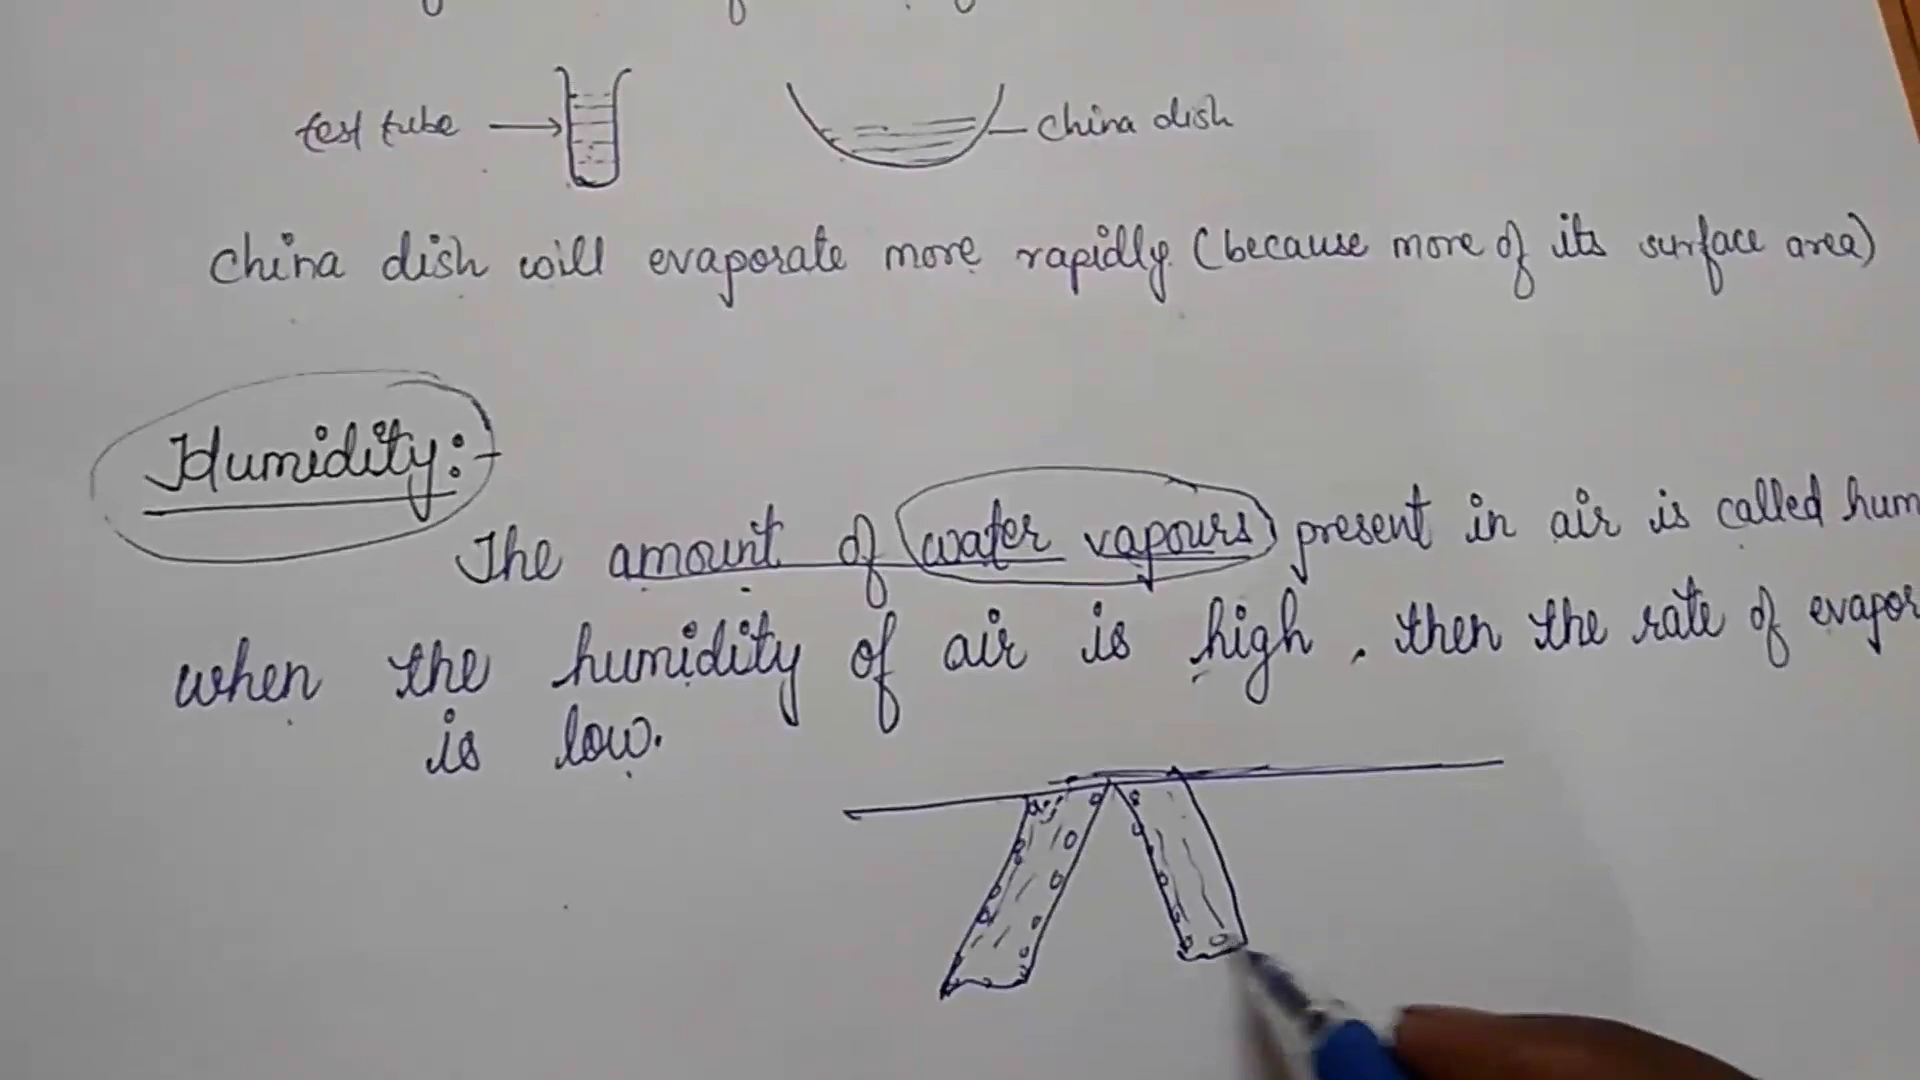 test tube
china dish
china dish will evaporate more rapidly (because more of its surface area)
Humidity:-
The amount of water vapours present in air is called hum
when the humidity of air is high, then the rate of evapor
is low.